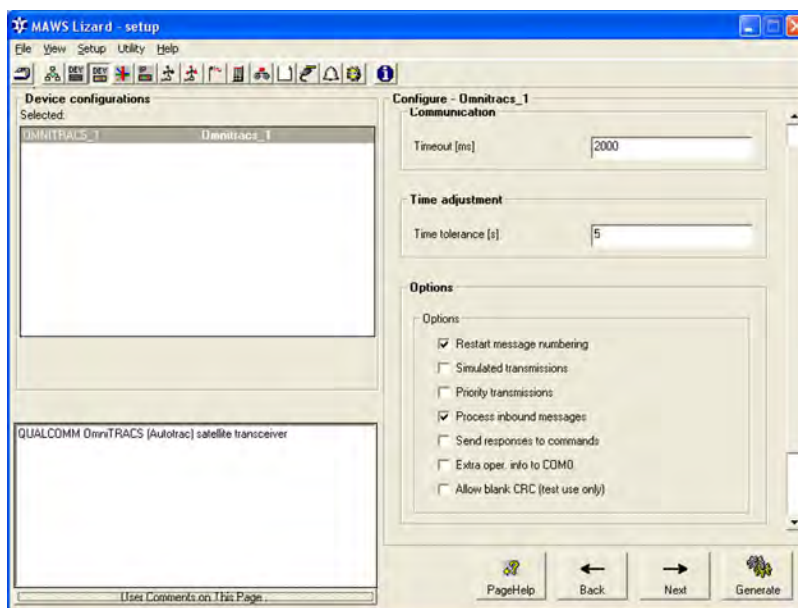 MAWS Lizard - setup
File View Setup Utility Help
DEV DEV
Device configurations
Selected:
OMNITRACS_1 Omnitracs_1
QUALCOMM OmniTRACS (Autotrac) satellite transceiver
User Comments on This Page
Configure - Omnitracs_1
Communication
Timeout [ms] 2000
Time adjustment
Time tolerance [s] 5
Options
Options
Restart message numbering
Simulated transmissions
Priority transmissions
Process inbound messages
Send responses to commands
Extra oper. info to COM0
Allow blank CRC (test use only)
PageHelp Back Next Generate